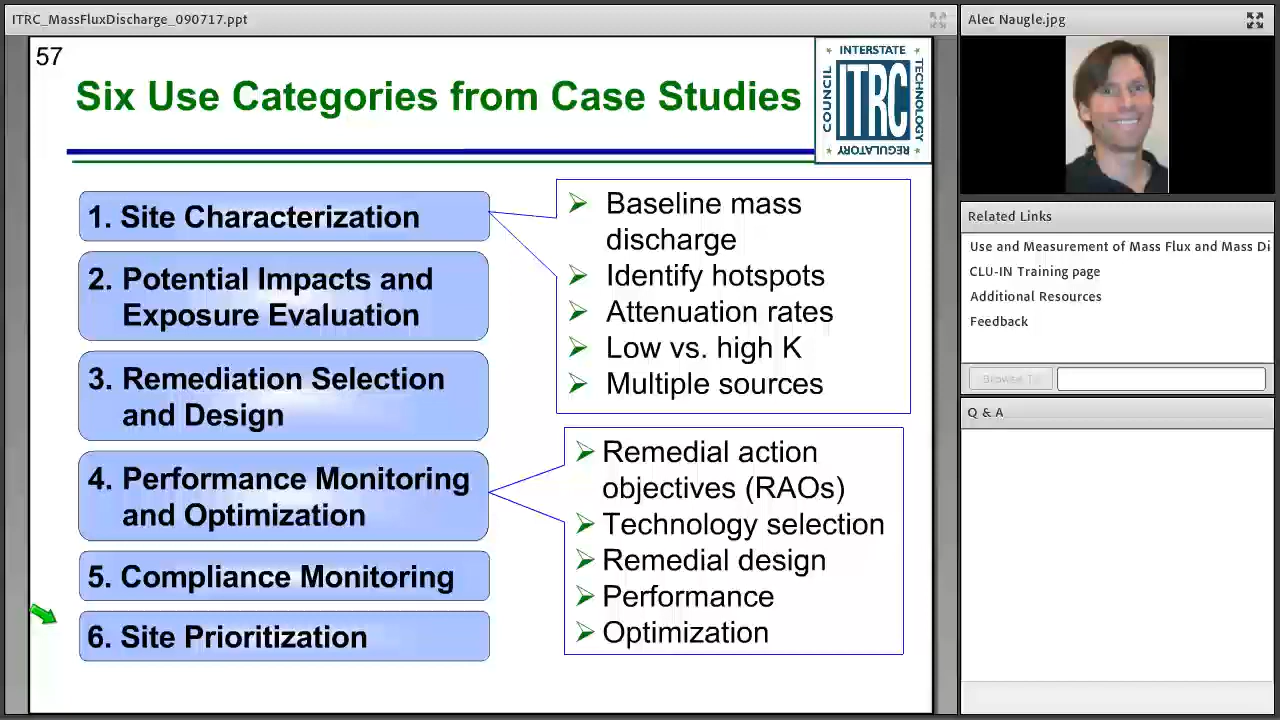 ITRC_MassFluxDischarge_090717.ppt
57
Six Use Categories from Case Studies
INTERSTATE
TECHNOLOGY
REGULATORY
COUNCIL
ITRC
1. Site Characterization
2. Potential Impacts and
Exposure Evaluation
3. Remediation Selection
and Design
4. Performance Monitoring
and Optimization
5. Compliance Monitoring
6. Site Prioritization
Baseline mass
discharge
Identify hotspots
Attenuation rates
Low vs. high K
Multiple sources
Remedial action
objectives (RAOs)
Technology selection
Remedial design
Performance
Optimization
Alec Naugle.jpg
Related Links
Use and Measurement of Mass Flux and Mass Di
CLU-IN Training page
Additional Resources
Feedback
Browse To
Q & A